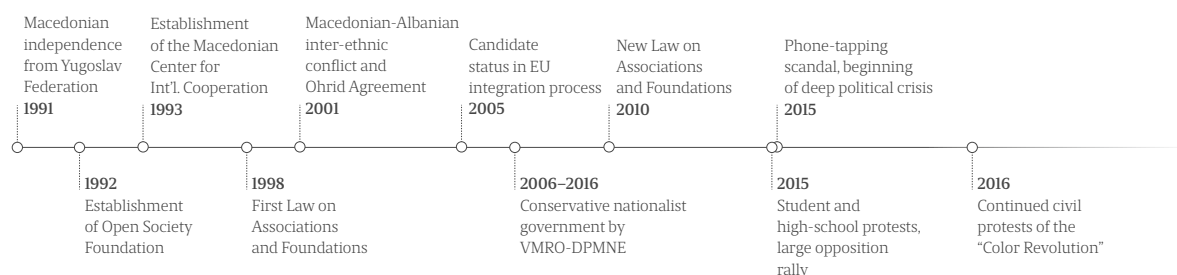 Macedonian
independence
from Yugoslav
Federation
1991
1992
Establishment
of Open Society
Foundation
Establishment
of the Macedonian
Center for
Int'l. Cooperation
1993
1998
First Law on
Associations
and Foundations
Macedonian-Albanian
inter-ethnic
conflict and
Ohrid Agreement
2001
Candidate
status in EU
integration process
2005
2006–2016
Conservative nationalist
government by
VMRO-DPMNE
New Law on
Associations
and Foundations
2010
2015
Student and
high-school protests,
large opposition
rally
Phone-tapping
scandal, beginning
of deep political crisis
2015
2016
Continued civil
protests of the
“Color Revolution”